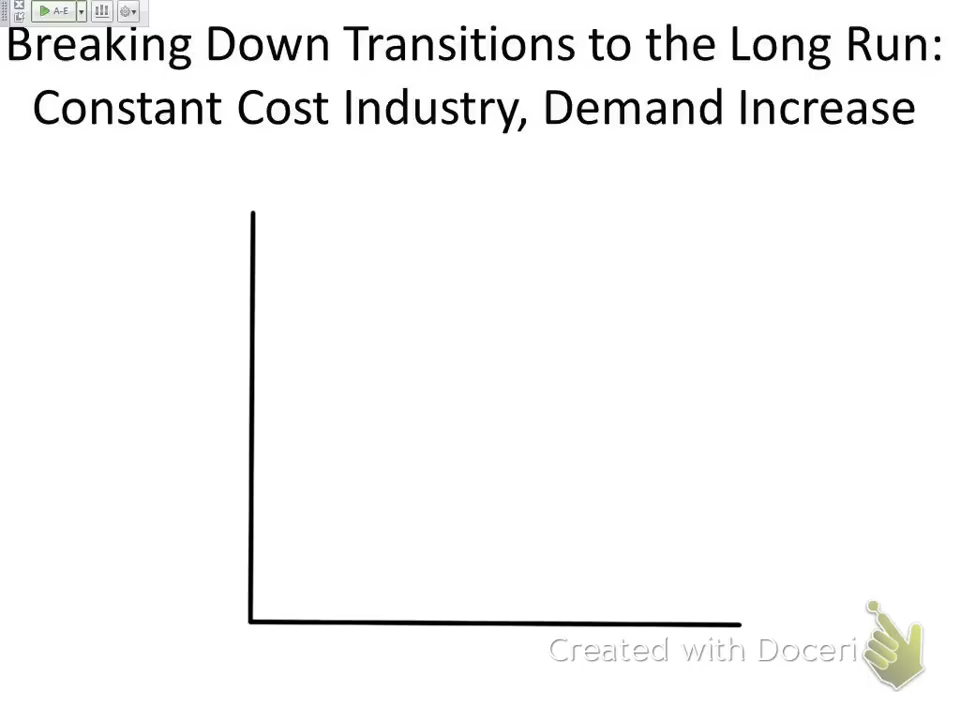 A-E
Breaking Down Transitions to the Long Run:
Constant Cost Industry, Demand Increase
Created with Doceri